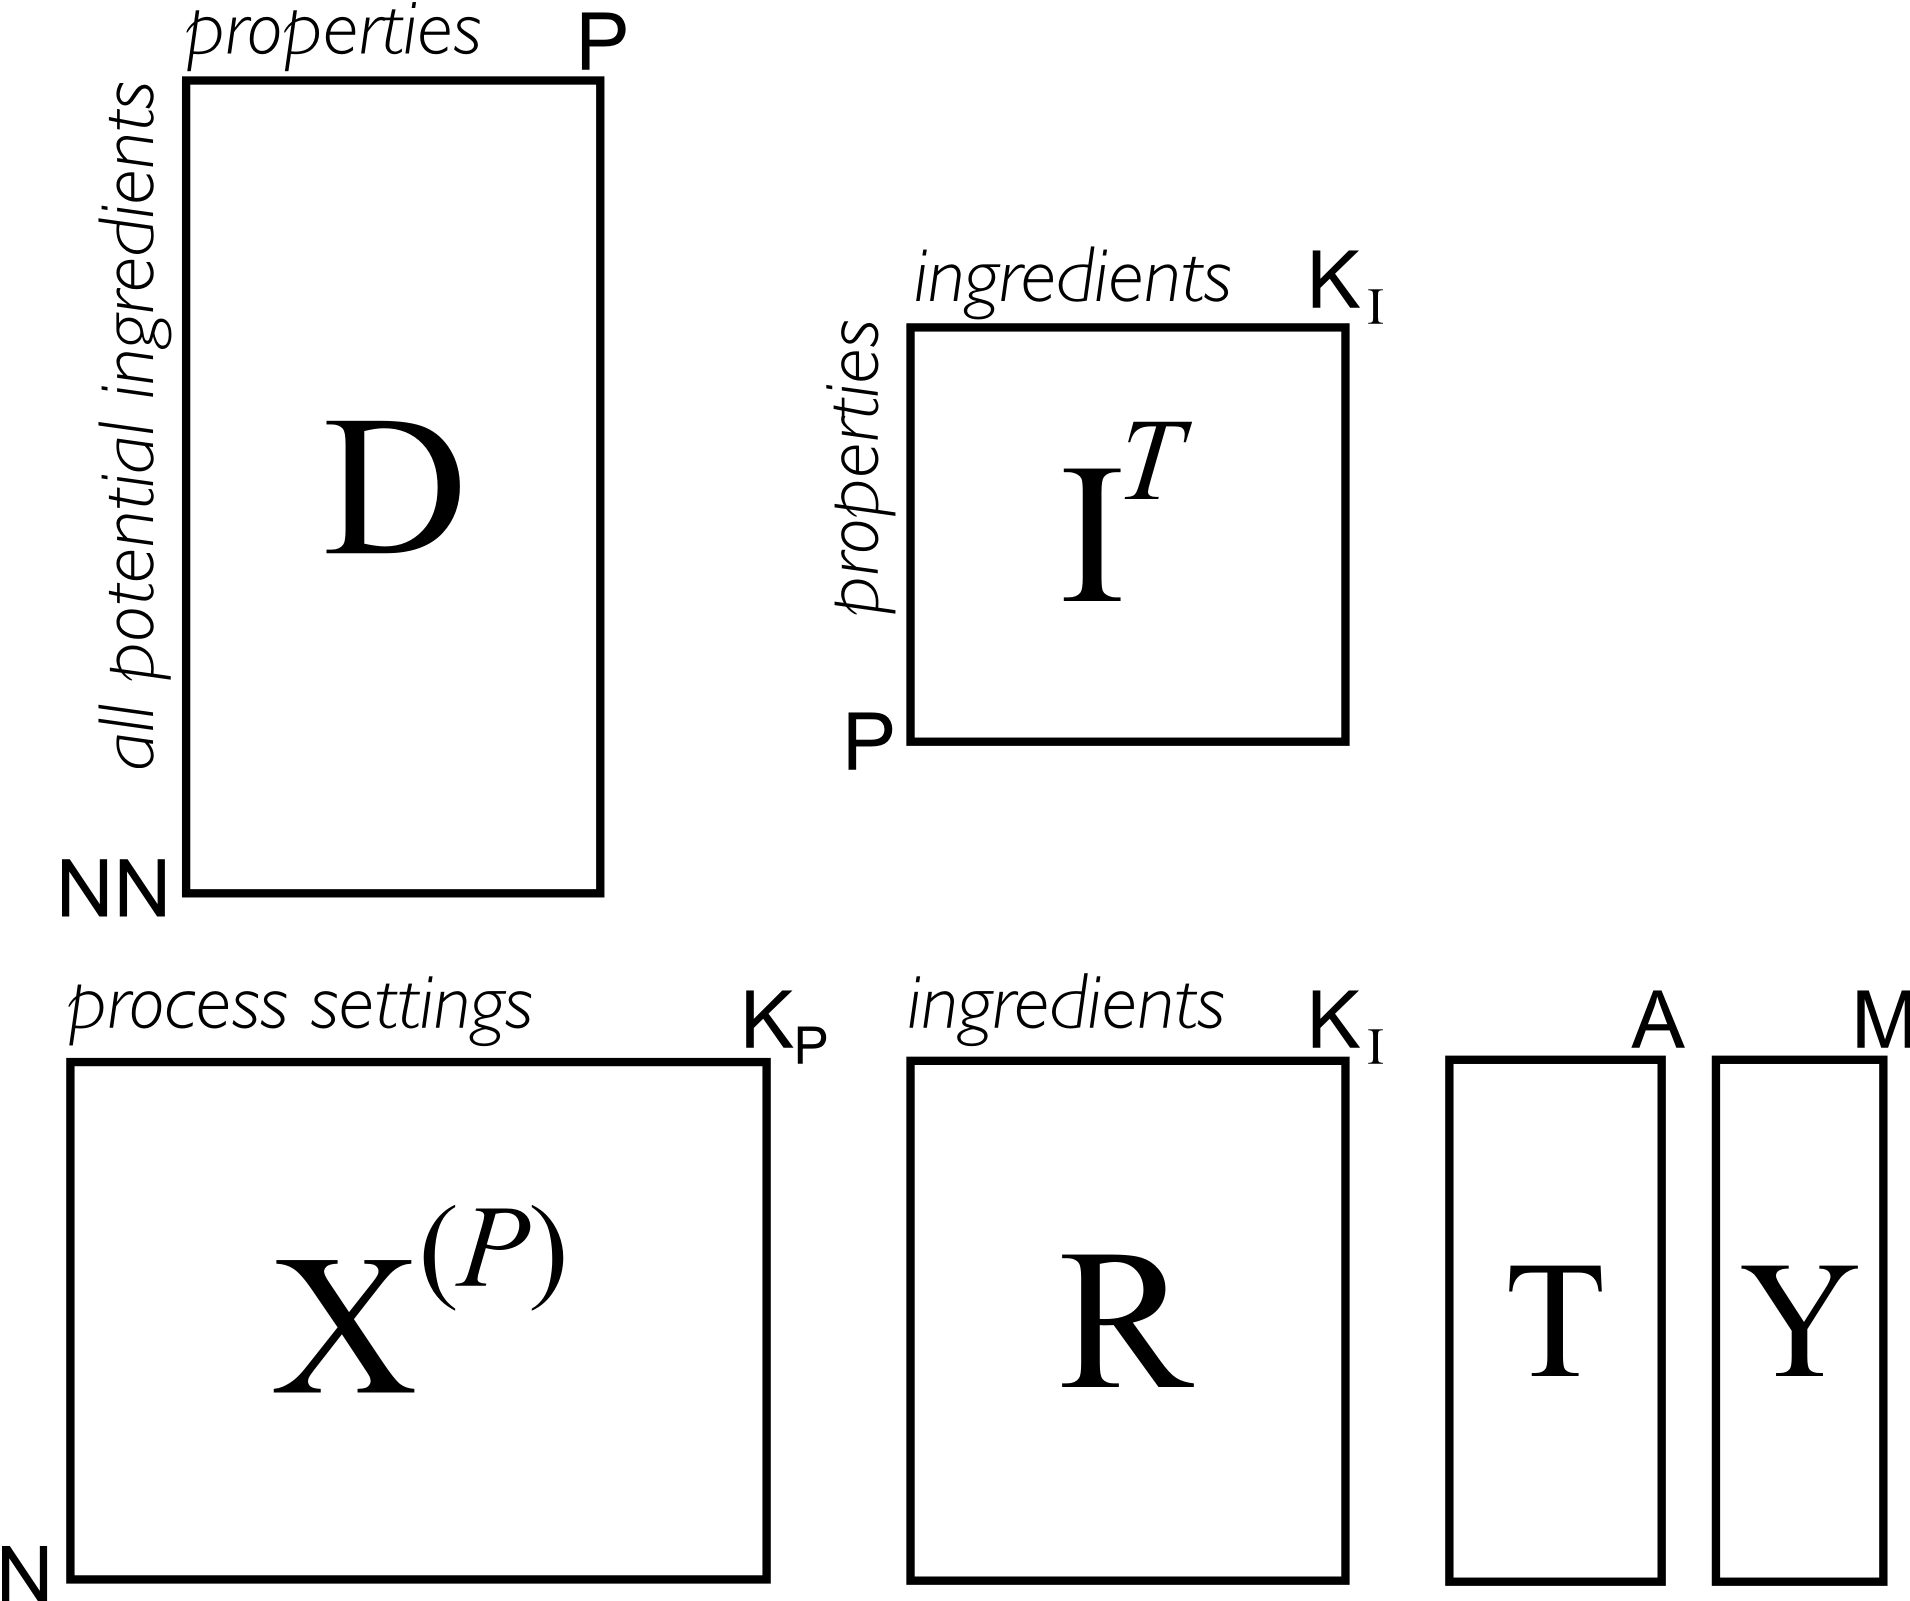 properties P
all potential ingredients
D
NN
ingredients K_I
properties
I^T
P
process settings K_P
X^(P)
N
ingredients K_I
R
A
T
M
Y